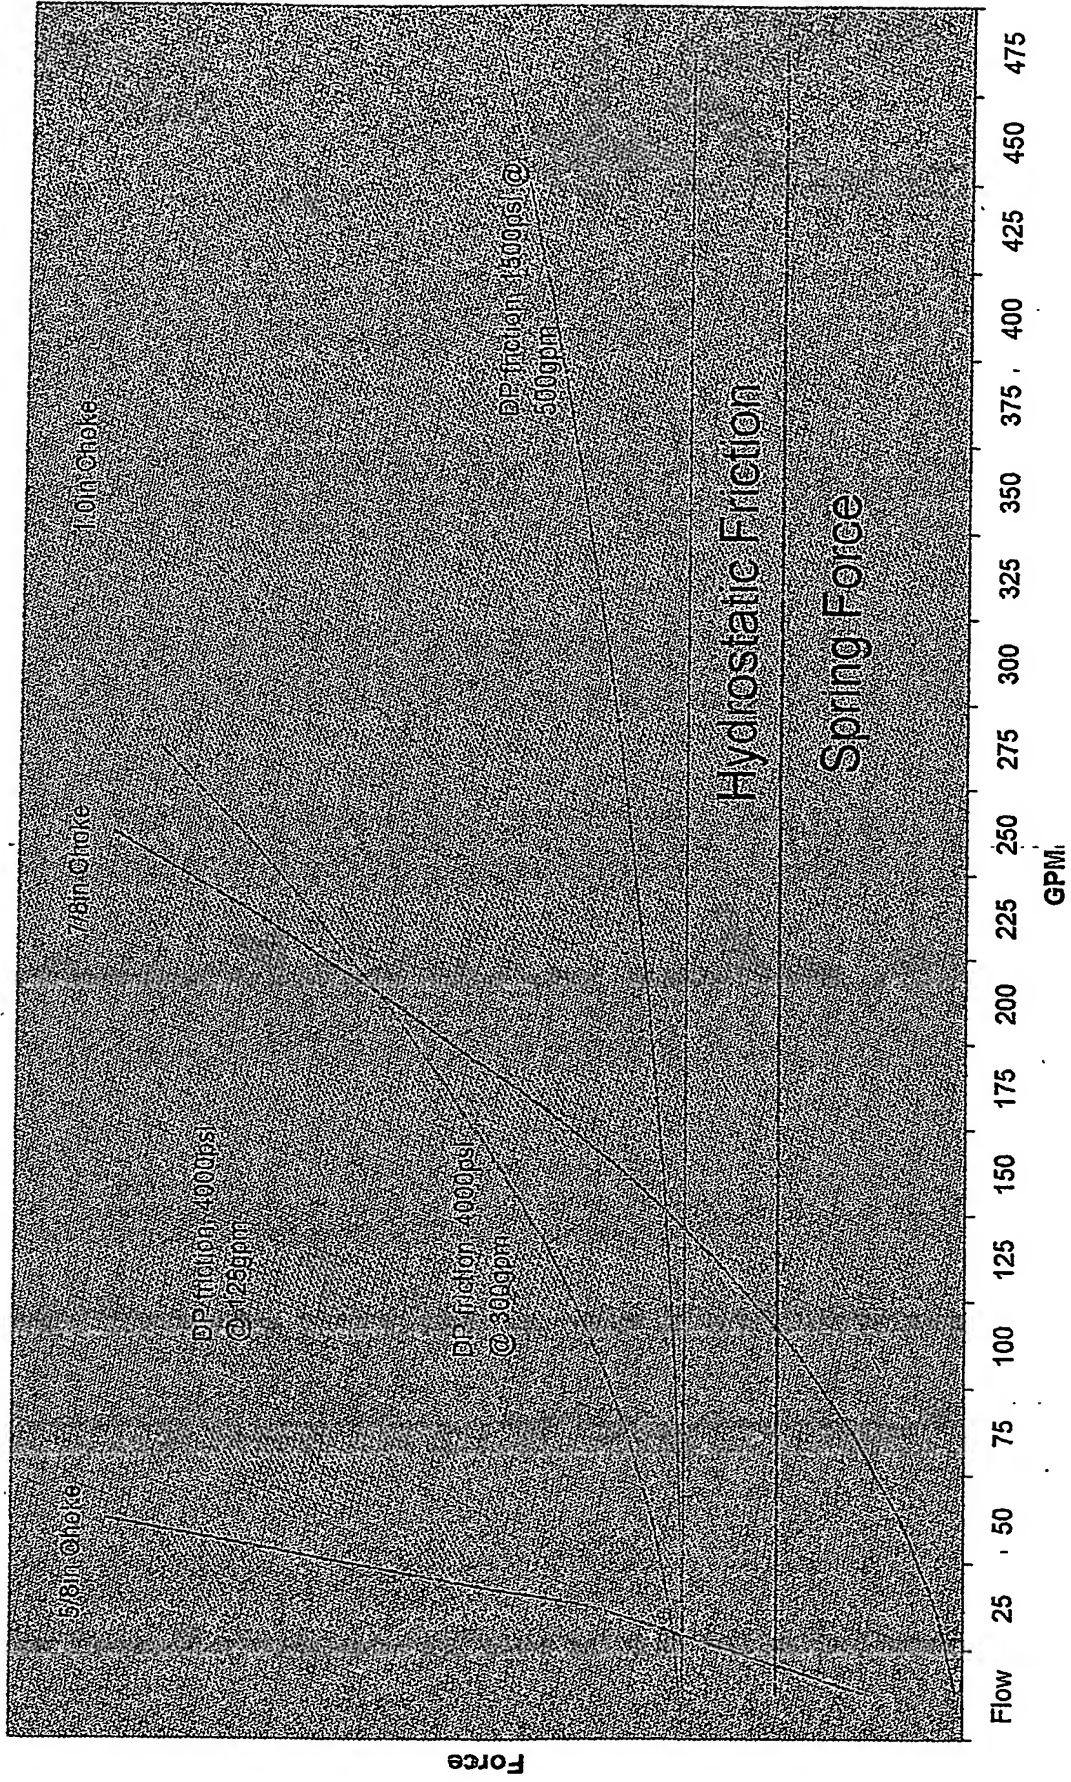 5/8in Choke
7/8in Choke
1.0in Choke
DP friction, 4000psi
@ 125gpm
DP friction, 4000psi
@ 300gpm
DP friction, 1500psi @
500gpm
Hydrostatic Friction
Spring Force
Force
Flow 25 50 75 100 125 150 175 200 225 250 275 300 325 350 375 400 425 450 475
GPM